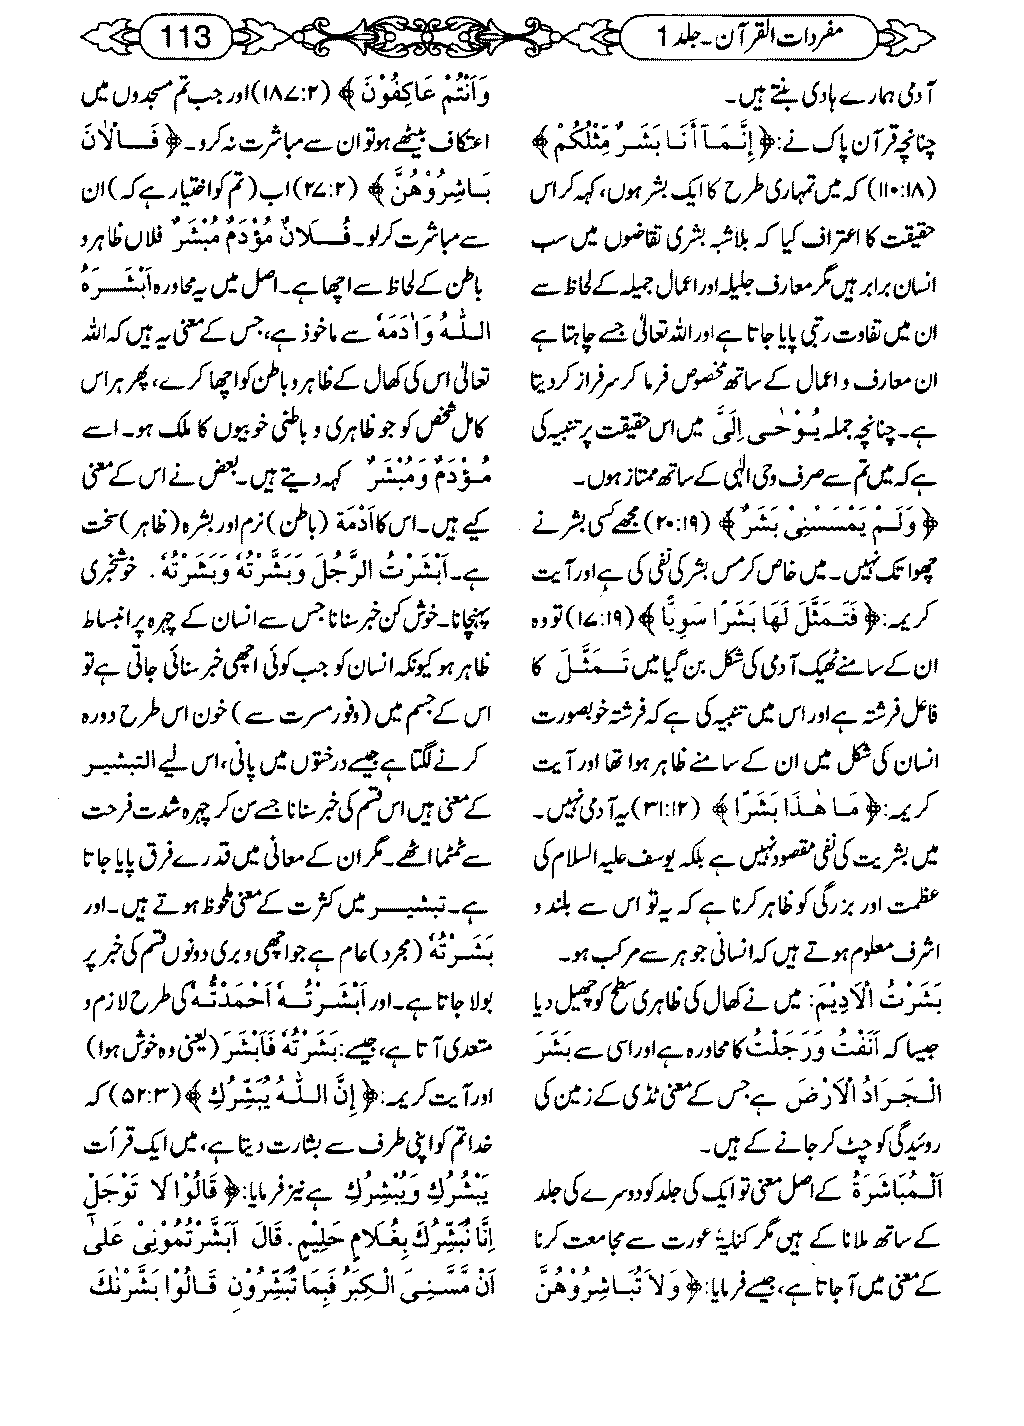 مفردات القرآن ۔ جلد 1
113
آدمی ہمارے ہادی بنتے ہیں۔
چنانچہ قرآن پاک نے: ﴿اِنَّمَآ اَنَا بَشَرٌ مِّثْلُكُمْ﴾
(۱۱۰:۱۸) کہ میں تمہاری طرح کا ایک بشر ہوں، کہہ کر اس
حقیقت کا اعتراف کیا کہ بلاشبہ بشری تقاضوں میں سب
انسان برابر ہیں مگر معارف جلیلہ اور اعمال جمیلہ کے لحاظ سے
ان میں تفاوت رتبی پایا جاتا ہے اور اللہ تعالیٰ جسے چاہتا ہے
ان معارف و اعمال کے ساتھ مخصوص فرما کر سرفراز کر دیتا
ہے۔ چنانچہ جملہ یُوْحٰی اِلَیَّ میں اس حقیقت پر تنبیہ کی
ہے کہ میں تم سے صرف وحی الٰہی کے ساتھ ممتاز ہوں۔
﴿وَلَمْ يَمْسَسْنِىْ بَشَرٌ﴾ (۲۰:۱۹) مجھے کسی بشر نے
چھوا تک نہیں۔ میں خاص کر مس بشر کی نفی کی ہے اور آیت
کریمہ: ﴿فَتَمَثَّلَ لَهَا بَشَرًا سَوِيًّا﴾ (۱۷:۱۹) تو وہ
ان کے سامنے ٹھیک آدمی کی شکل بن گیا میں تَمَثَّلَ کا
فاعل فرشتہ ہے اور اس میں تنبیہ کی ہے کہ فرشتہ خوبصورت
انسان کی شکل میں ان کے سامنے ظاہر ہوا تھا اور آیت
کریمہ: ﴿مَا هٰذَا بَشَرًا﴾ (۳۱:۱۲) یہ آدمی نہیں۔
میں بشریت کی نفی مقصود نہیں ہے بلکہ یوسف علیہ السلام کی
عظمت اور بزرگی کو ظاہر کرنا ہے کہ یہ تو اس سے بلند و
اشرف معلوم ہوتے ہیں کہ انسانی جوہر سے مرکب ہو۔
بَشَرْتُ الْاَدِیْمَ: میں نے کھال کی ظاہری سطح کو چھیل دیا
جیسا کہ اَنَفْتُ وَرَجَلْتُ کا محاورہ ہے اور اسی سے بَشَرَ
الْجَرَادُ الْاَرْضَ ہے جس کے معنی ٹڈی کے زمین کی
روئیدگی کو چٹ کر جانے کے ہیں۔
اَلْمُبَاشَرَةُ کے اصل معنی تو ایک کی جلد کو دوسرے کی جلد
کے ساتھ ملانا کے ہیں مگر کنایۃً عورت سے مجامعت کرنا
کے معنی میں آ جاتا ہے، جیسے فرمایا: ﴿وَلَا تُبَاشِرُوْهُنَّ
وَاَنْتُمْ عَاكِفُوْنَ﴾ (۱۸۷:۲) اور جب تم مسجدوں میں
اعتکاف بیٹھے ہو تو ان سے مباشرت نہ کرو۔ ﴿فَالْاٰنَ
بَاشِرُوْهُنَّ﴾ (۲۷:۲) اب (تم کو اختیار ہے کہ) ان
سے مباشرت کر لو۔ فُلَانٌ مُؤْدَمٌ مُبْشَرٌ فلاں ظاہر و
باطن کے لحاظ سے اچھا ہے۔ اصل میں یہ محاورہ اَبْشَرَهُ
اللّٰهُ وَاٰدَمَهُ سے ماخوذ ہے، جس کے معنی یہ ہیں کہ اللہ
تعالیٰ اس کی کھال کے ظاہر و باطن کو اچھا کرے، پھر ہر اس
کامل شخص کو جو ظاہری و باطنی خوبیوں کا مالک ہو۔ اسے
مُؤْدَمٌ وَمُبْشَرٌ کہہ دیتے ہیں۔ بعض نے اس کے معنی
کیے ہیں۔ اس کا اَدَمَة (باطن) نرم اور بشرہ (ظاہر) سخت
ہے۔ اَبْشَرْتُ الرَّجُلَ وَبَشَّرْتُهُ وَبَشَرْتُهُ. خوشخبری
پہنچانا۔ خوش کن خبر سنانا جس سے انسان کے چہرہ پر انبساط
ظاہر ہو کیونکہ انسان کو جب کوئی اچھی خبر سنائی جاتی ہے تو
اس کے جسم میں (وفور مسرت سے) خون اس طرح دورہ
کرنے لگتا ہے جیسے درختوں میں پانی، اس لیے التبشیر
کے معنی ہیں اس قسم کی خبر سنانا جسے سن کر چہرہ شدت فرحت
سے ٹمٹما اٹھے۔ مگر ان کے معانی میں قدرے فرق پایا جاتا
ہے۔ تبشیر میں کثرت کے معنی ملحوظ ہوتے ہیں۔ اور
بَشَرْتُهُ (مجرد) عام ہے جو اچھی و بری دونوں قسم کی خبر پر
بولا جاتا ہے۔ اور اَبْشَرْتُهُ اَحْمَدْتُهُ کی طرح لازم و
متعدی آتا ہے، جیسے: بَشَرْتُهُ فَاَبْشَرَ (یعنی وہ خوش ہوا)
اور آیت کریمہ: ﴿اِنَّ اللّٰهَ يُبَشِّرُكِ﴾ (۵۲:۳) کہ
خدا تم کو اپنی طرف سے بشارت دیتا ہے، میں ایک قرأت
يَبْشُرُكِ وَيُبْشِرُكِ ہے نیز فرمایا: ﴿قَالُوْا لَا تَوْجَلْ
اِنَّا نُبَشِّرُكَ بِغُلَامٍ حَلِيْمٍ. قَالَ اَبَشَّرْتُمُوْنِىْ عَلٰٓى
اَنْ مَّسَّنِىَ الْكِبَرُ فَبِمَا تُبَشِّرُوْنَ قَالُوْا بَشَّرْنٰكَ